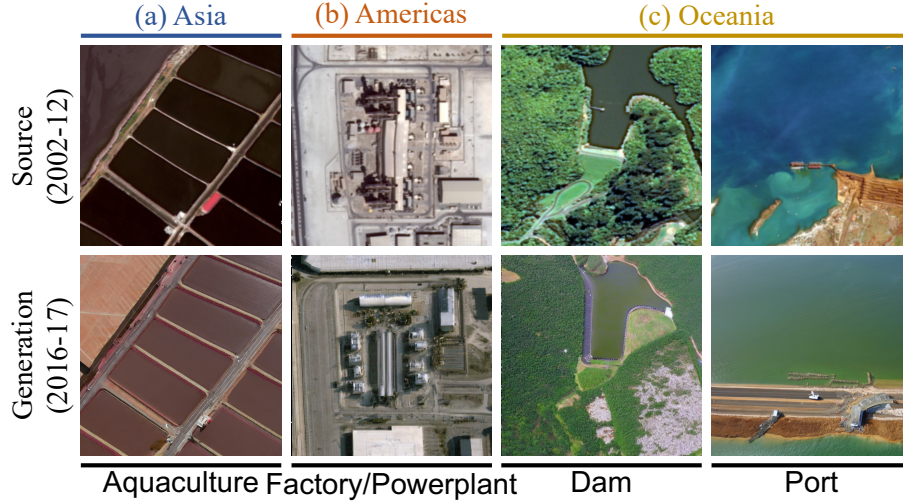 (a) Asia
(b) Americas
(c) Oceania
Source
(2002-12)
Generation
(2016-17)
Aquaculture
Factory/Powerplant
Dam
Port